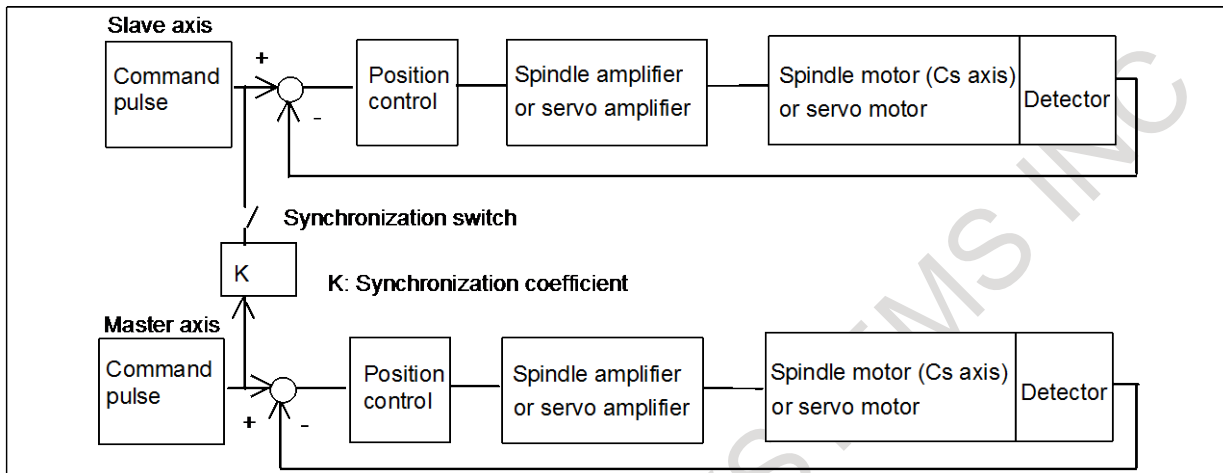 Slave axis
Command
pulse
+
-
Position
control
Spindle amplifier
or servo amplifier
Spindle motor (Cs axis)
or servo motor
Detector
Synchronization switch
K
K: Synchronization coefficient
Master axis
Command
pulse
+
-
Position
control
Spindle amplifier
or servo amplifier
Spindle motor (Cs axis)
or servo motor
Detector